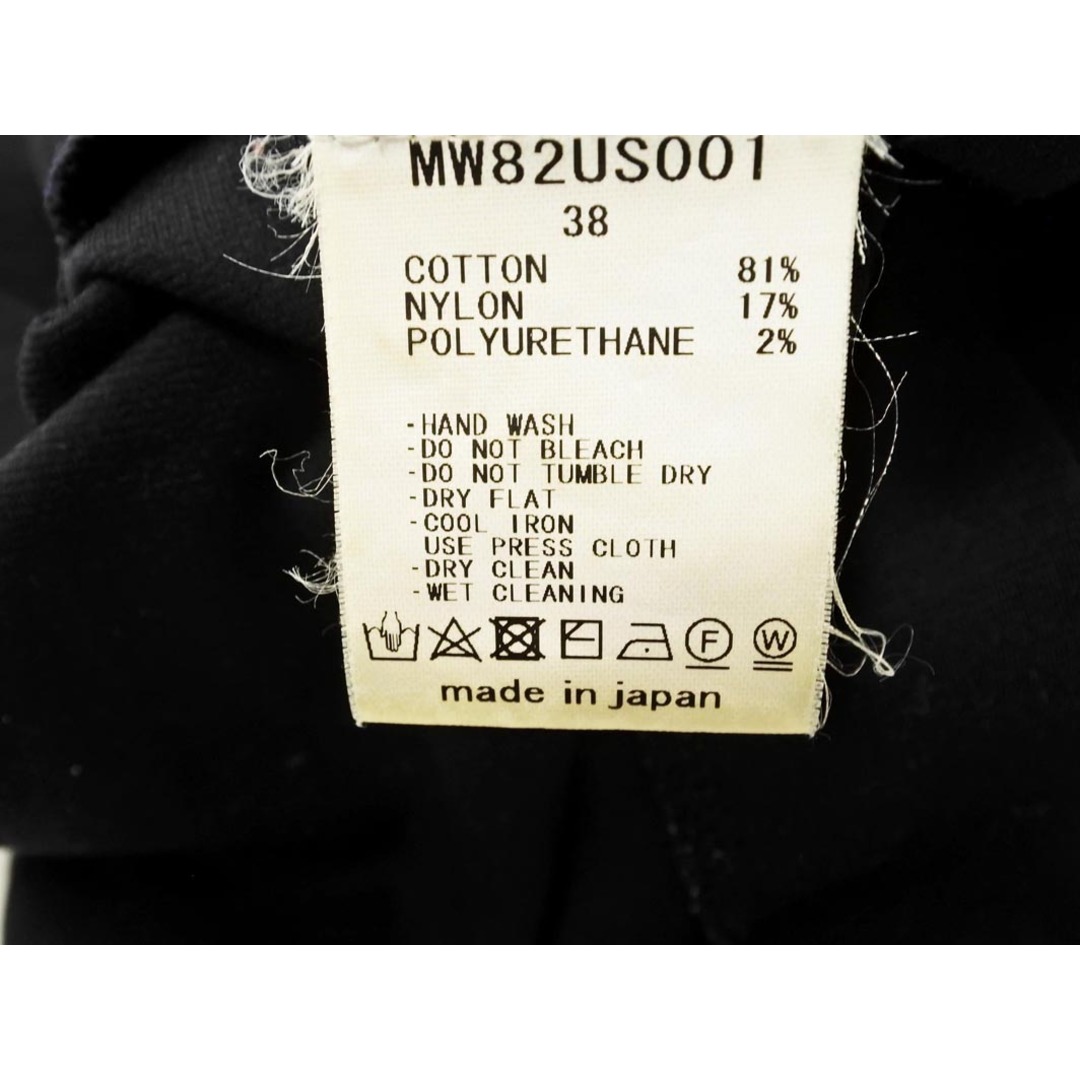 MW82US001
38
COTTON 81%
NYLON 17%
POLYURETHANE 2%
-HAND WASH
-DO NOT BLEACH
-DO NOT TUMBLE DRY
-DRY FLAT
-COOL IRON
USE PRESS CLOTH
-DRY CLEAN
-WET CLEANING
F W
made in japan